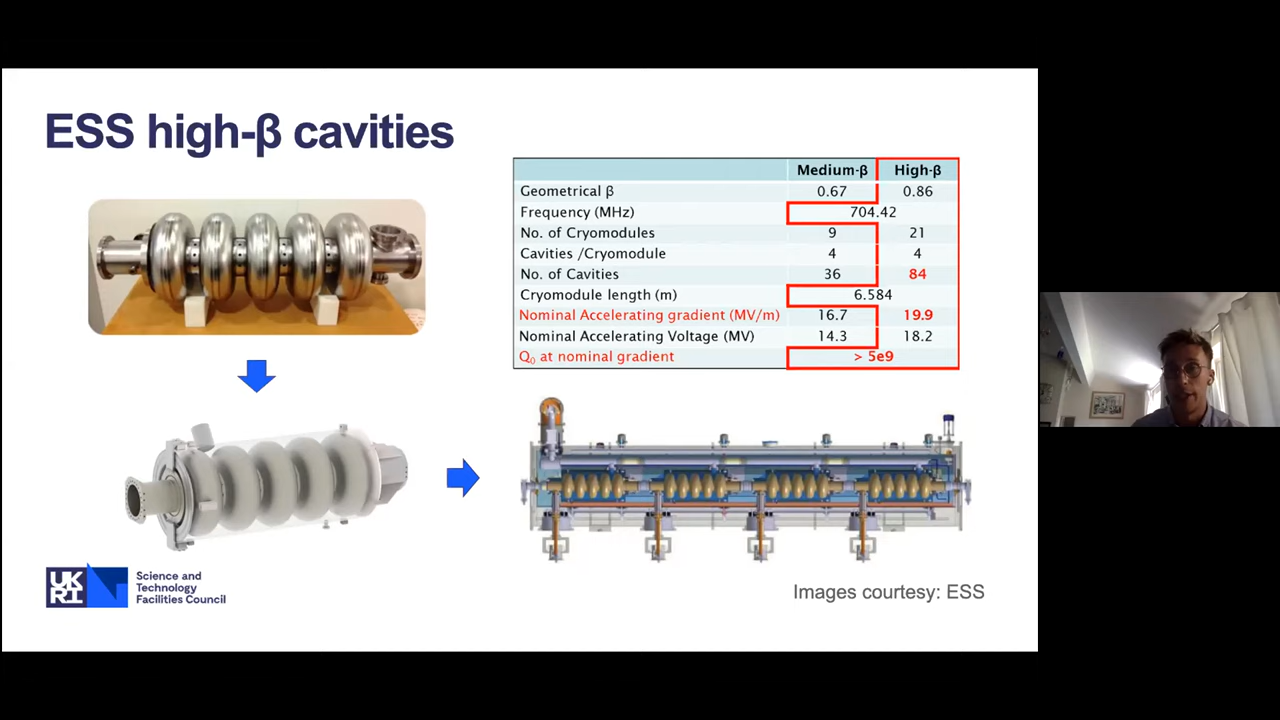 ESS high-β cavities
Medium-β High-β
Geometrical β 0.67 0.86
Frequency (MHz) 704.42
No. of Cryomodules 9 21
Cavities /Cryomodule 4 4
No. of Cavities 36 84
Cryomodule length (m) 6.584
Nominal Accelerating gradient (MV/m) 16.7 19.9
Nominal Accelerating Voltage (MV) 14.3 18.2
Q₀ at nominal gradient > 5e9
UK
RI
Science and
Technology
Facilities Council
Images courtesy: ESS